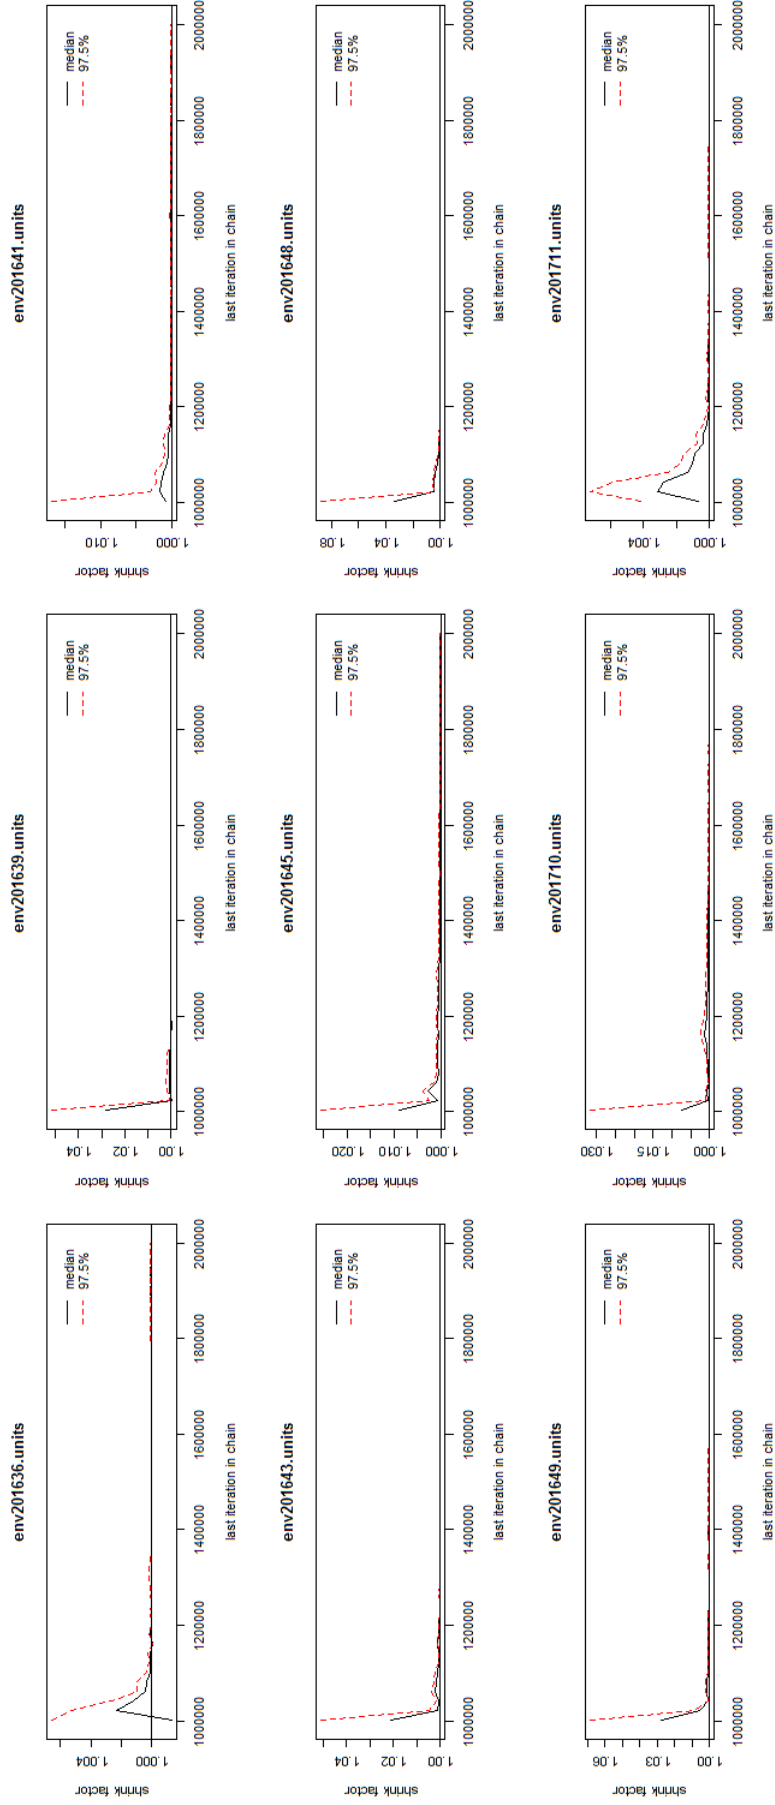 env201636.units
shrink factor
1.000 1.004
median
97.5%
1000000 1200000 1400000 1600000 1800000 2000000
last iteration in chain
env201639.units
shrink factor
1.00 1.02 1.04
median
97.5%
1000000 1200000 1400000 1600000 1800000 2000000
last iteration in chain
env201641.units
shrink factor
1.000 1.010
median
97.5%
1000000 1200000 1400000 1600000 1800000 2000000
last iteration in chain
env201643.units
shrink factor
1.00 1.02 1.04
median
97.5%
1000000 1200000 1400000 1600000 1800000 2000000
last iteration in chain
env201645.units
shrink factor
1.000 1.010 1.020
median
97.5%
1000000 1200000 1400000 1600000 1800000 2000000
last iteration in chain
env201648.units
shrink factor
1.00 1.04 1.08
median
97.5%
1000000 1200000 1400000 1600000 1800000 2000000
last iteration in chain
env201649.units
shrink factor
1.00 1.03 1.06
median
97.5%
1000000 1200000 1400000 1600000 1800000 2000000
last iteration in chain
env201710.units
shrink factor
1.000 1.015 1.030
median
97.5%
1000000 1200000 1400000 1600000 1800000 2000000
last iteration in chain
env201711.units
shrink factor
1.000 1.004
median
97.5%
1000000 1200000 1400000 1600000 1800000 2000000
last iteration in chain